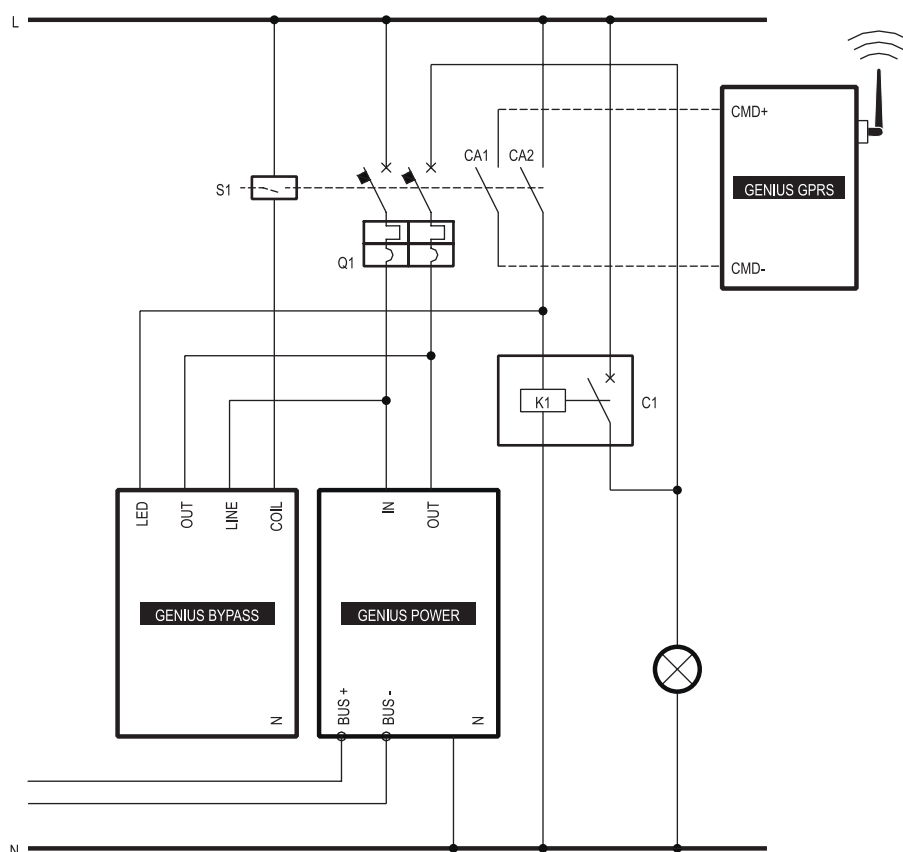 L
CMD+
CA1
CA2
S1
GENIUS GPRS
Q1
CMD-
K1
C1
LED
OUT
LINE
COIL
IN
OUT
GENIUS BYPASS
GENIUS POWER
N
BUS +
BUS -
N
N